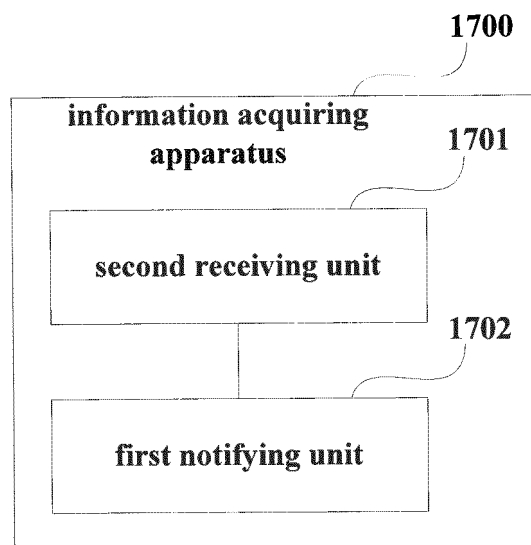 1700
information acquiring
apparatus
1701
second receiving unit
1702
first notifying unit